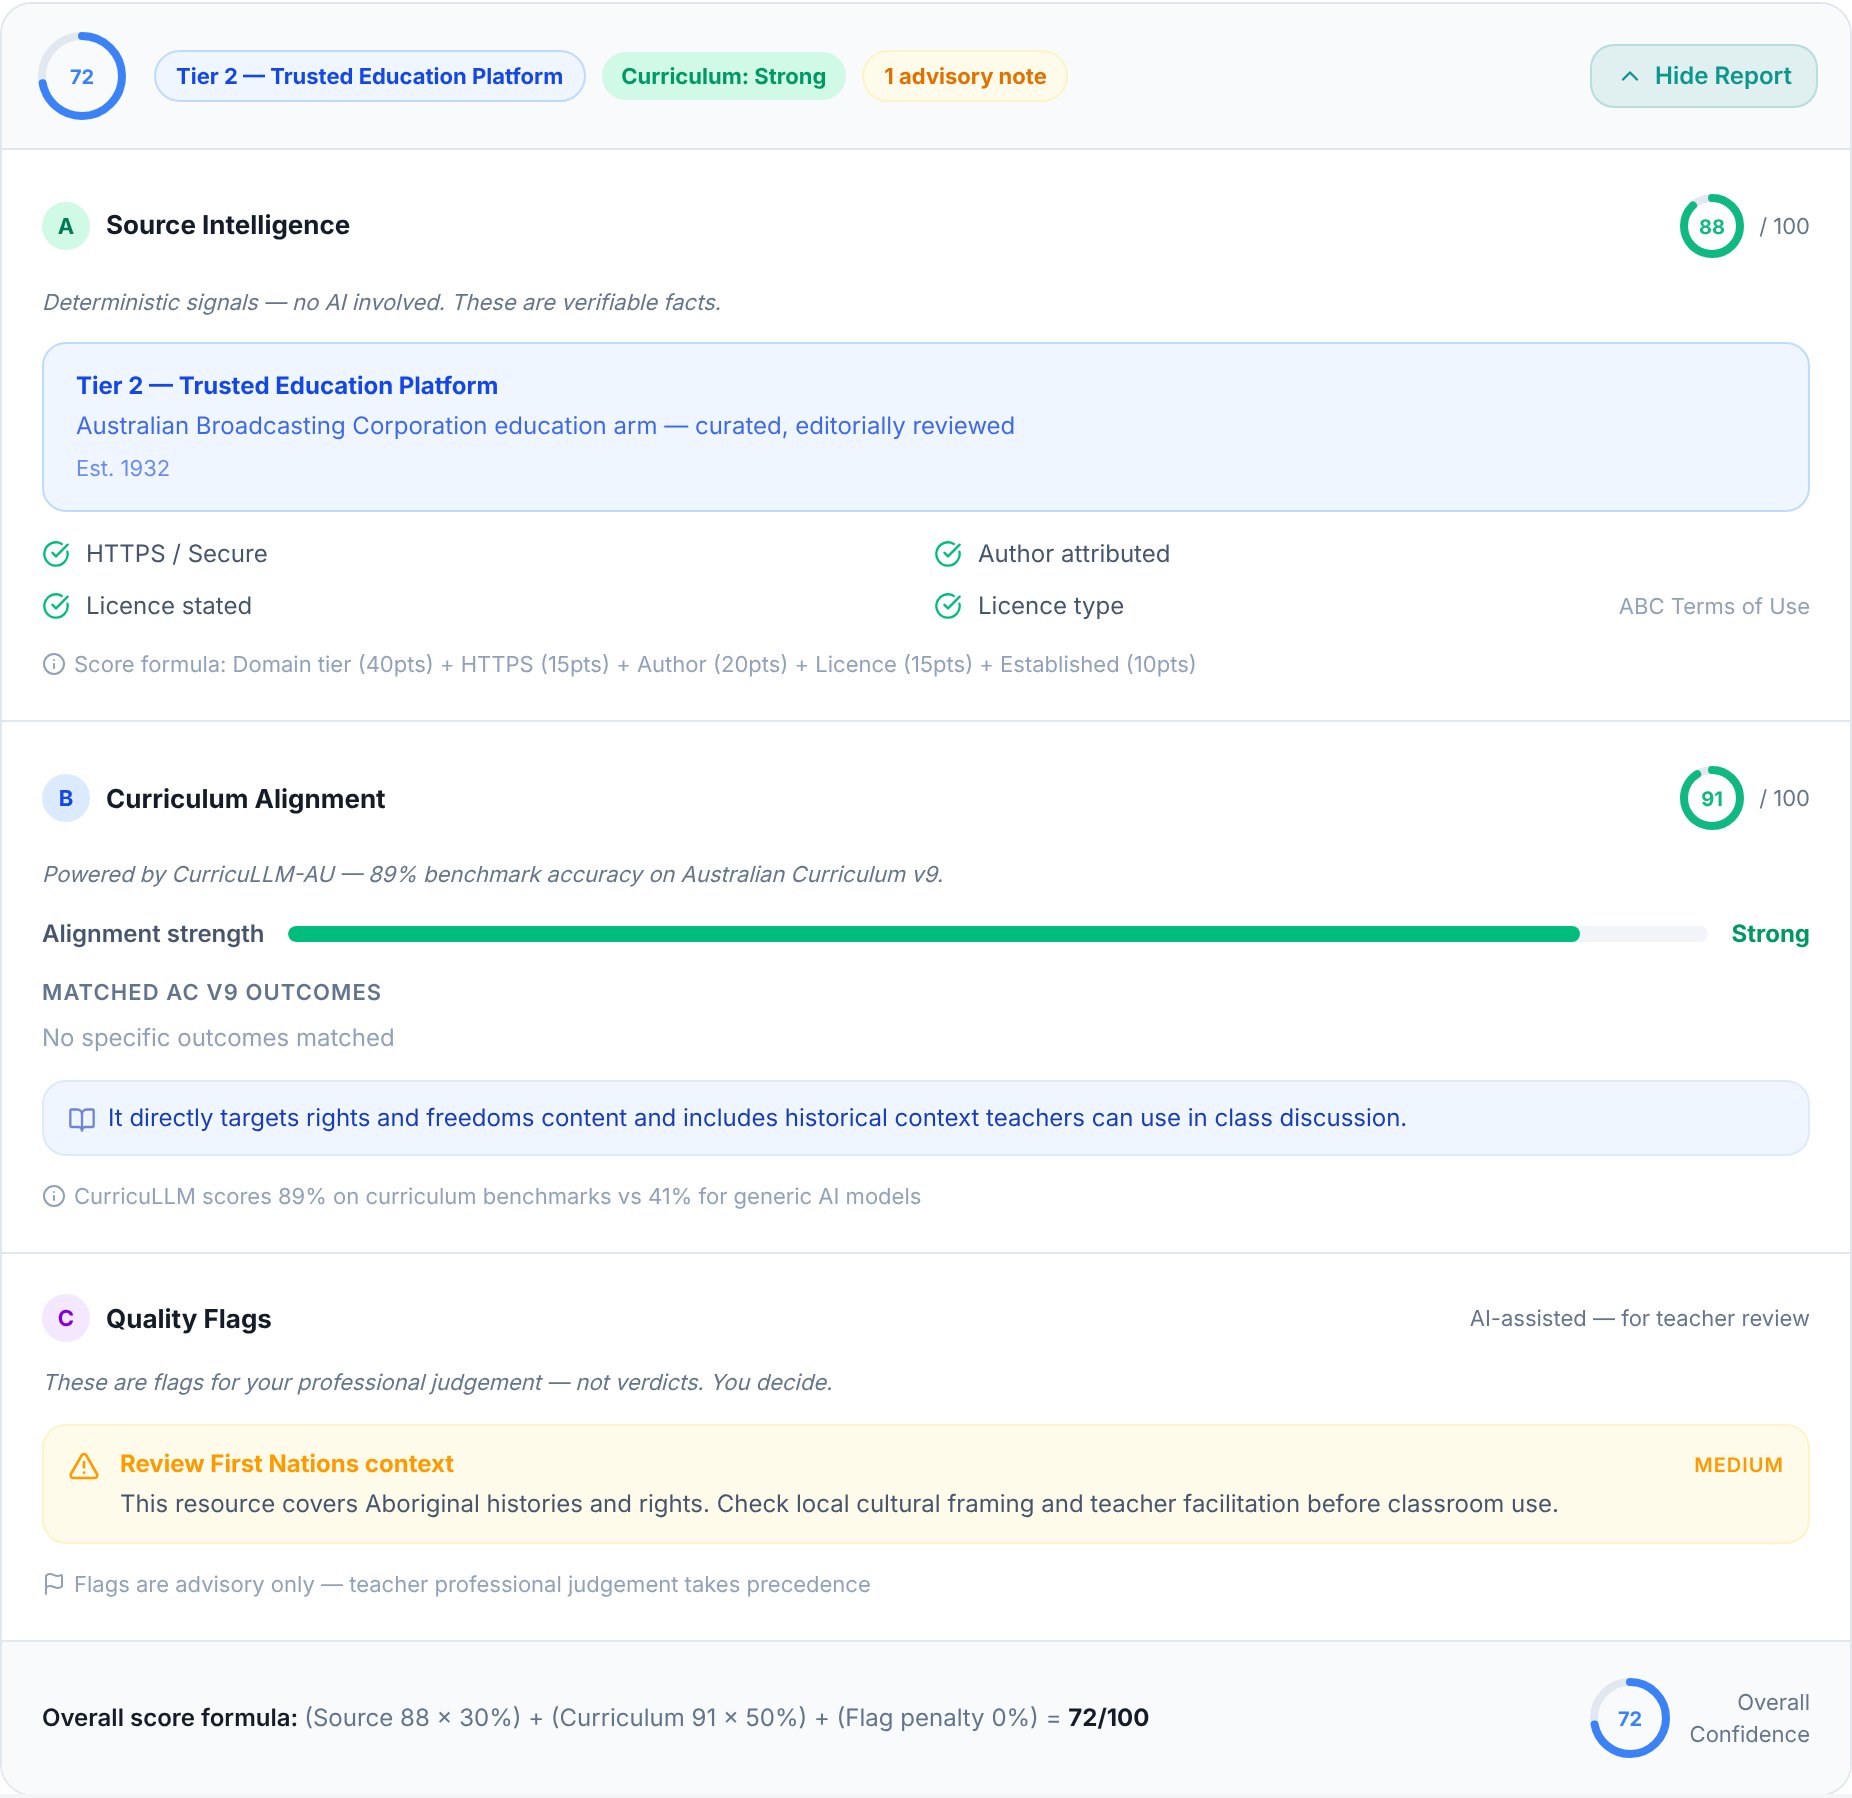 72
Tier 2 — Trusted Education Platform
Curriculum: Strong
1 advisory note
Hide Report
A
Source Intelligence
88
/ 100
Deterministic signals — no AI involved. These are verifiable facts.
Tier 2 — Trusted Education Platform
Australian Broadcasting Corporation education arm — curated, editorially reviewed
Est. 1932
HTTPS / Secure
Author attributed
Licence stated
Licence type
ABC Terms of Use
Score formula: Domain tier (40pts) + HTTPS (15pts) + Author (20pts) + Licence (15pts) + Established (10pts)
B
Curriculum Alignment
91
/ 100
Powered by CurricuLLM-AU — 89% benchmark accuracy on Australian Curriculum v9.
Alignment strength
Strong
MATCHED AC V9 OUTCOMES
No specific outcomes matched
It directly targets rights and freedoms content and includes historical context teachers can use in class discussion.
CurricuLLM scores 89% on curriculum benchmarks vs 41% for generic AI models
C
Quality Flags
AI-assisted — for teacher review
These are flags for your professional judgement — not verdicts. You decide.
Review First Nations context
MEDIUM
This resource covers Aboriginal histories and rights. Check local cultural framing and teacher facilitation before classroom use.
Flags are advisory only — teacher professional judgement takes precedence
Overall score formula: (Source 88 × 30%) + (Curriculum 91 × 50%) + (Flag penalty 0%) = 72/100
72
Overall
Confidence